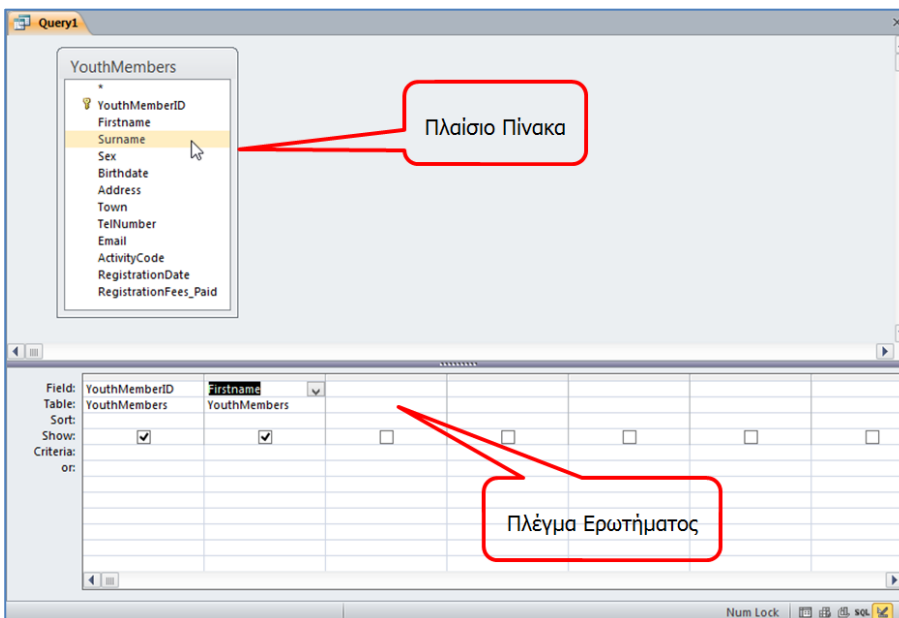 Query1
YouthMembers
*
YouthMemberID
Firstname
Surname
Sex
Birthdate
Address
Town
TelNumber
Email
ActivityCode
RegistrationDate
RegistrationFees_Paid
Πλαίσιο Πίνακα
Field: YouthMemberID Firstname
Table: YouthMembers YouthMembers
Sort:
Show:
Criteria:
or:
Πλέγμα Ερωτήματος
Num Lock SQL